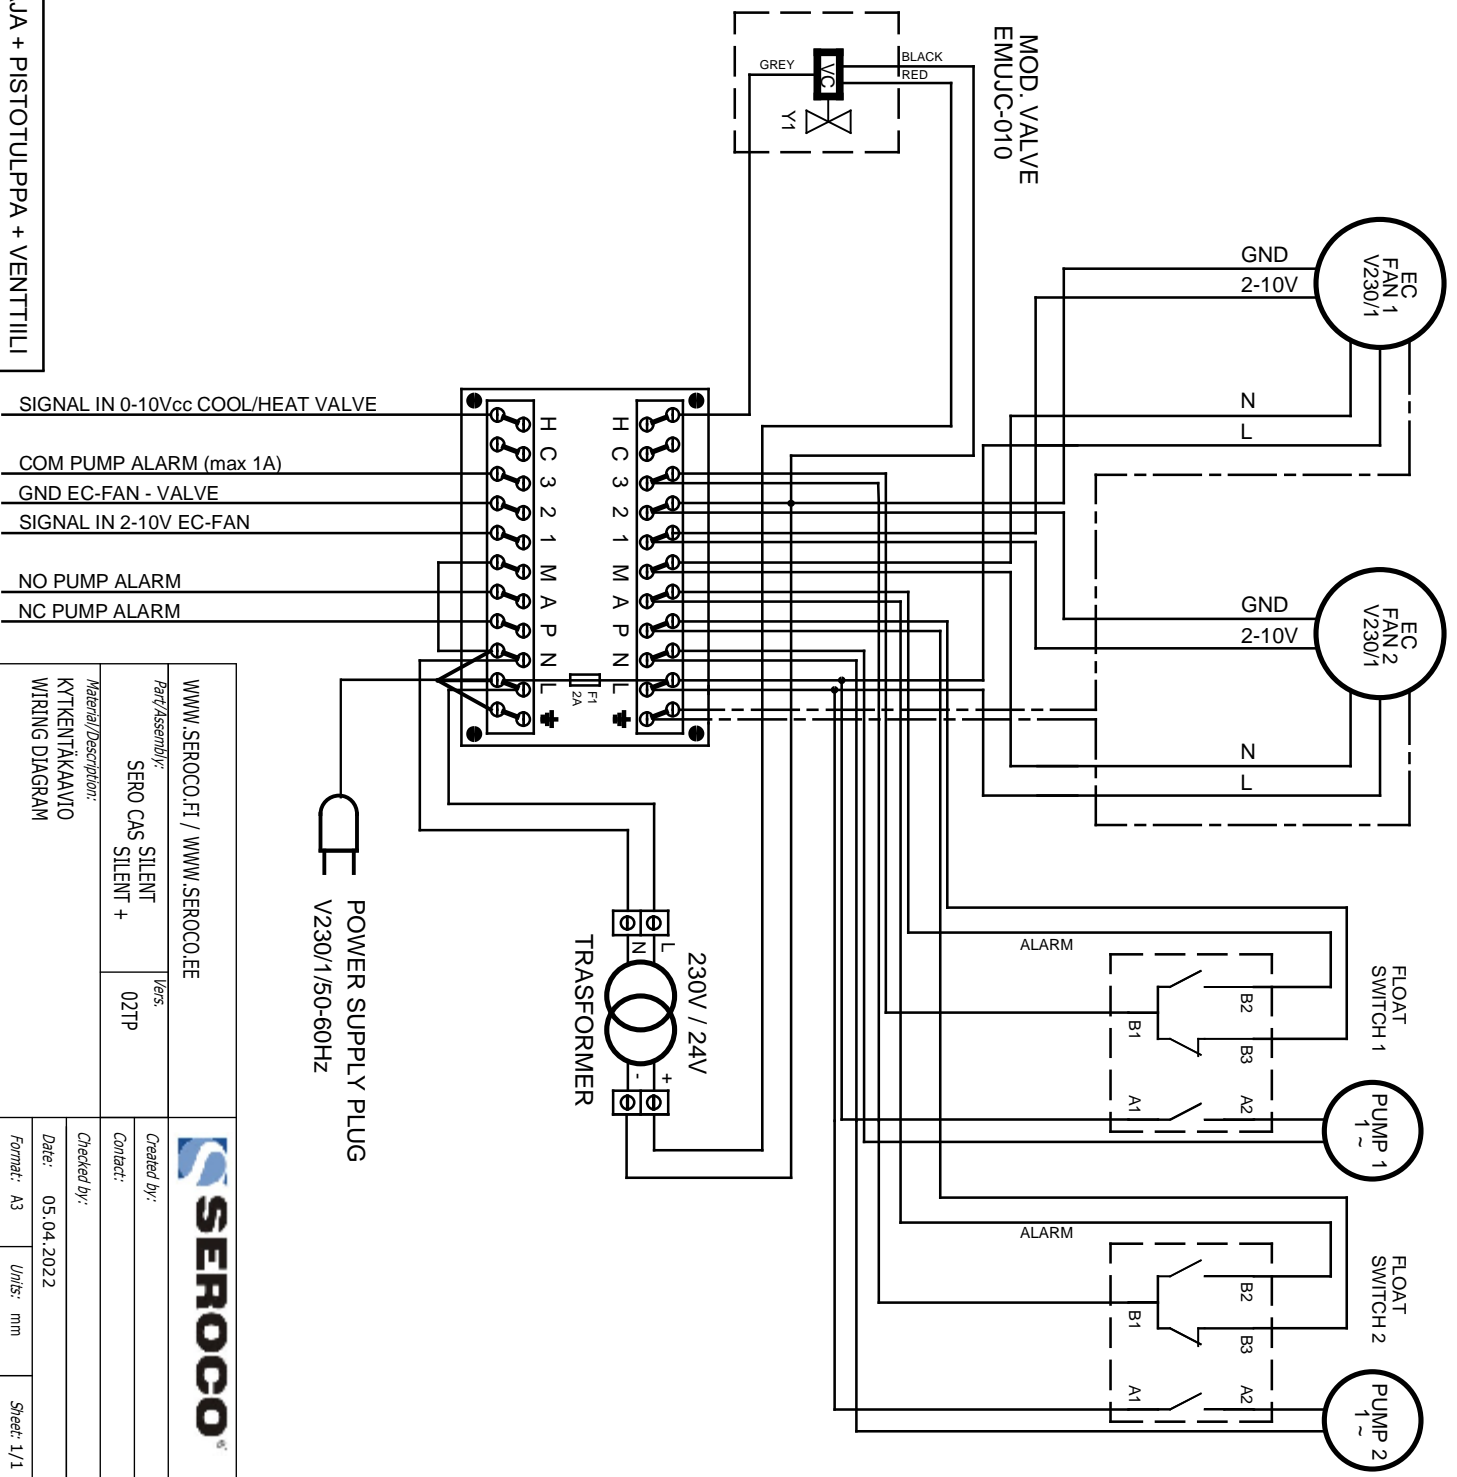 JA + PISTOTULPPA + VENTTIILI
MOD. VALVE
EMUJC-010
GREY
BLACK
RED
VC
Y1
EC
FAN 1
V230/1
GND
2-10V
N
L
EC
FAN 2
V230/1
GND
2-10V
N
L
SIGNAL IN 0-10Vcc COOL/HEAT VALVE
COM PUMP ALARM (max 1A)
GND EC-FAN - VALVE
SIGNAL IN 2-10V EC-FAN
NO PUMP ALARM
NC PUMP ALARM
H H
C C
3 3
2 2
1 1
M M
A A
P P
N N
L L
F1
2A
POWER SUPPLY PLUG
V230/1/50-60Hz
230V / 24V
TRASFORMER
L
N
+
-
FLOAT
SWITCH 1
ALARM
B2
B1
B3
A1
A2
PUMP 1
1 ~
FLOAT
SWITCH 2
ALARM
B2
B1
B3
A1
A2
PUMP 2
1 ~
WWW.SEROCO.FI / WWW.SEROCO.EE
Part/Assembly:
SERO CAS SILENT
SILENT +
Vers.
02TP
Material/Description:
KYTKENTÄKAAVIO
WIRING DIAGRAM
SEROCO®
Created by:
Contact:
Checked by:
Date: 05.04.2022
Format: A3
Units: mm
Sheet: 1/1